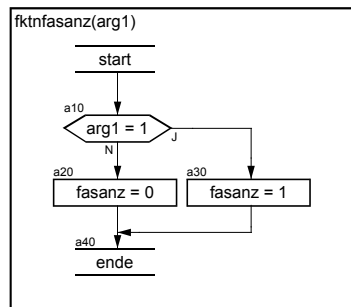 fktnfasanz(arg1)
start
a10
arg1 = 1
N
J
a20
fasanz = 0
a30
fasanz = 1
a40
ende